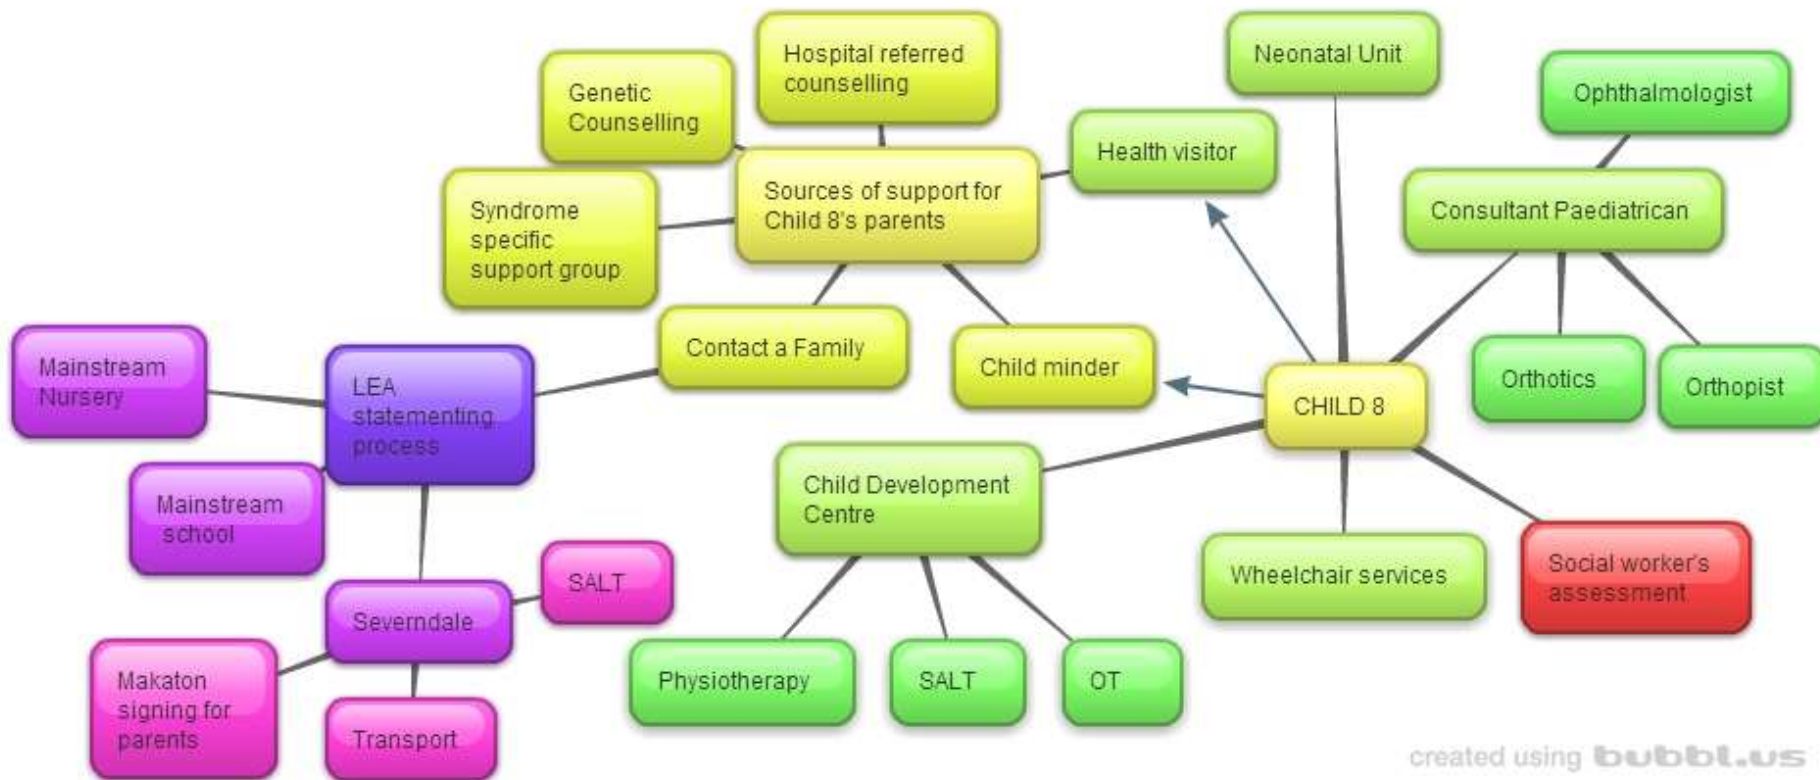 Hospital referred
counselling
Neonatal Unit
Genetic
Counselling
Ophthalmologist
Health visitor
Sources of support for
Child 8's parents
Syndrome
specific
support group
Consultant Paediatrican
Contact a Family
Child minder
Mainstream
Nursery
LEA
statementing
process
CHILD 8
Orthotics
Orthopist
Mainstream
school
Child Development
Centre
Wheelchair services
Social worker's
assessment
SALT
Severndale
Makaton
signing for
parents
Transport
Physiotherapy
SALT
OT
created using bubbl.us